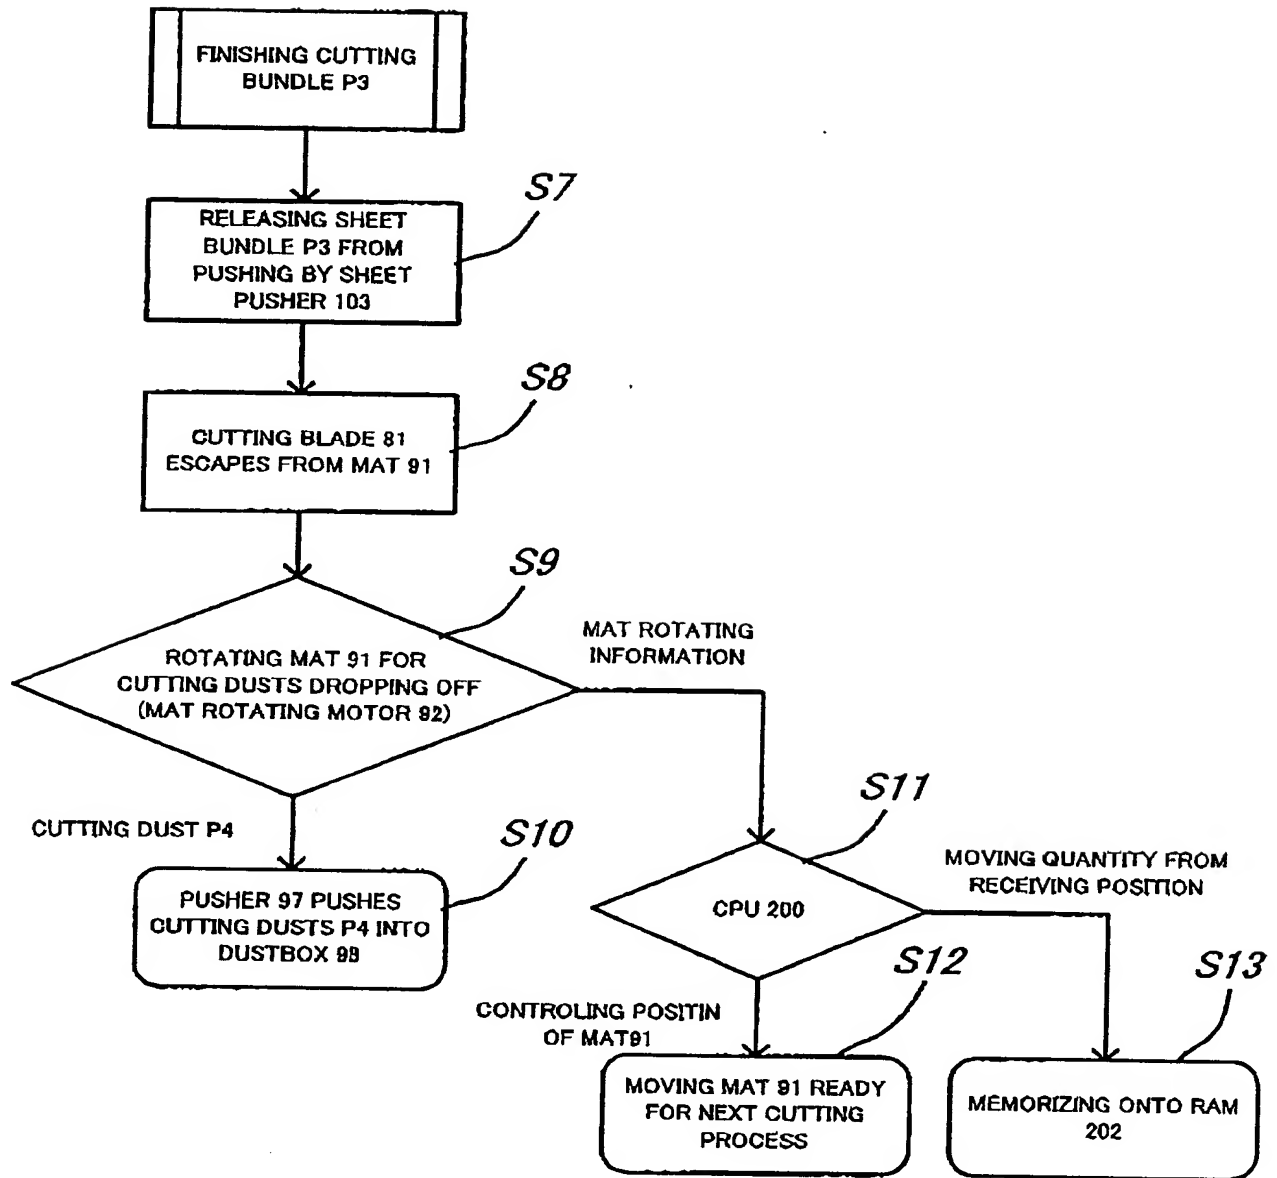 FINISHING CUTTING
BUNDLE P3
S7
RELEASING SHEET
BUNDLE P3 FROM
PUSHING BY SHEET
PUSHER 103
S8
CUTTING BLADE 81
ESCAPES FROM MAT 91
S9
ROTATING MAT 91 FOR
CUTTING DUSTS DROPPING OFF
(MAT ROTATING MOTOR 92)
MAT ROTATING
INFORMATION
CUTTING DUST P4
S10
PUSHER 97 PUSHES
CUTTING DUSTS P4 INTO
DUSTBOX
S11
CPU 200
MOVING QUANTITY FROM
RECEIVING POSITION
CONTROLING POSITIN
OF MAT91
S12
MOVING MAT 91 READY
FOR NEXT CUTTING
PROCESS
S13
MEMORIZING ONTO RAM
202